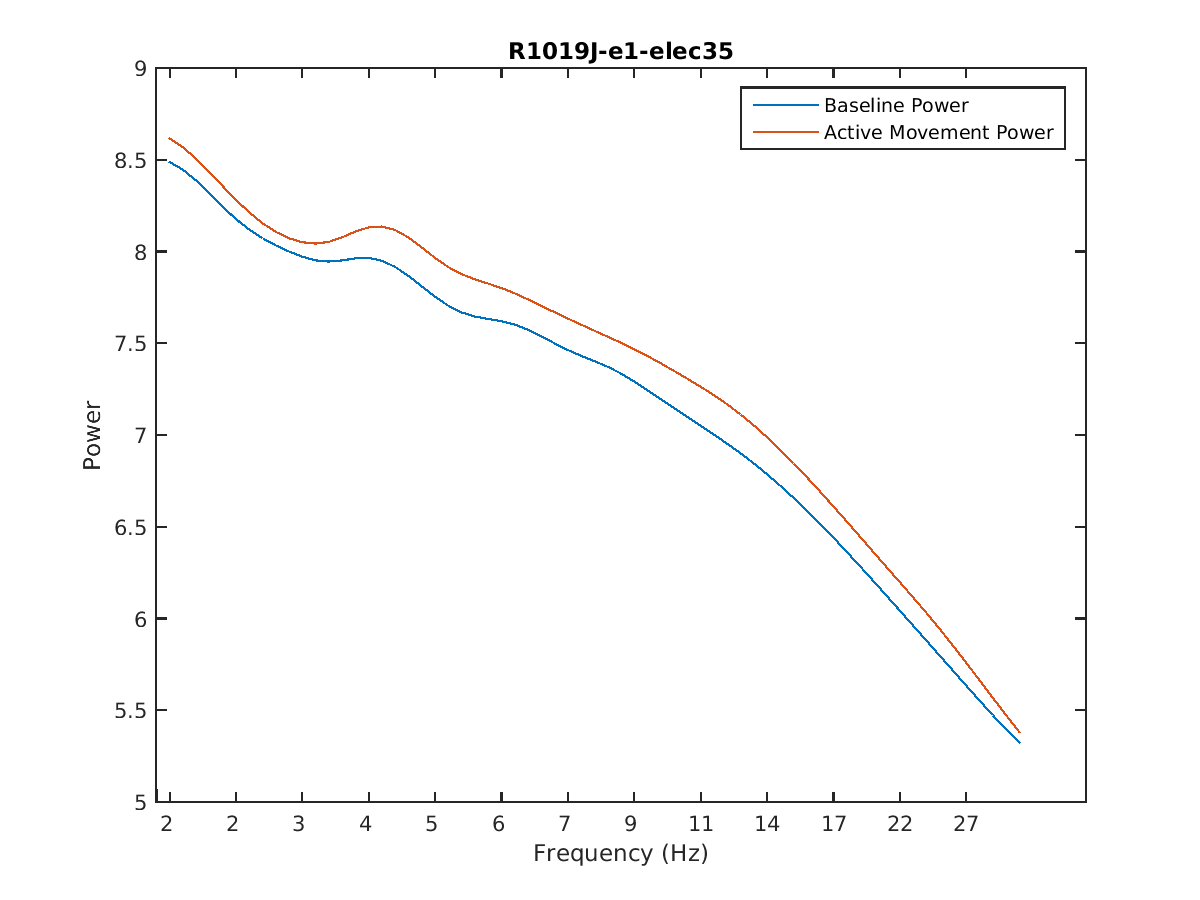 R1019J-e1-elec35
Baseline Power
Active Movement Power
9
8.5
8
7.5
7
6.5
6
5.5
5
Power
2 2 3 4 5 6 7 9 11 14 17 22 27
Frequency (Hz)